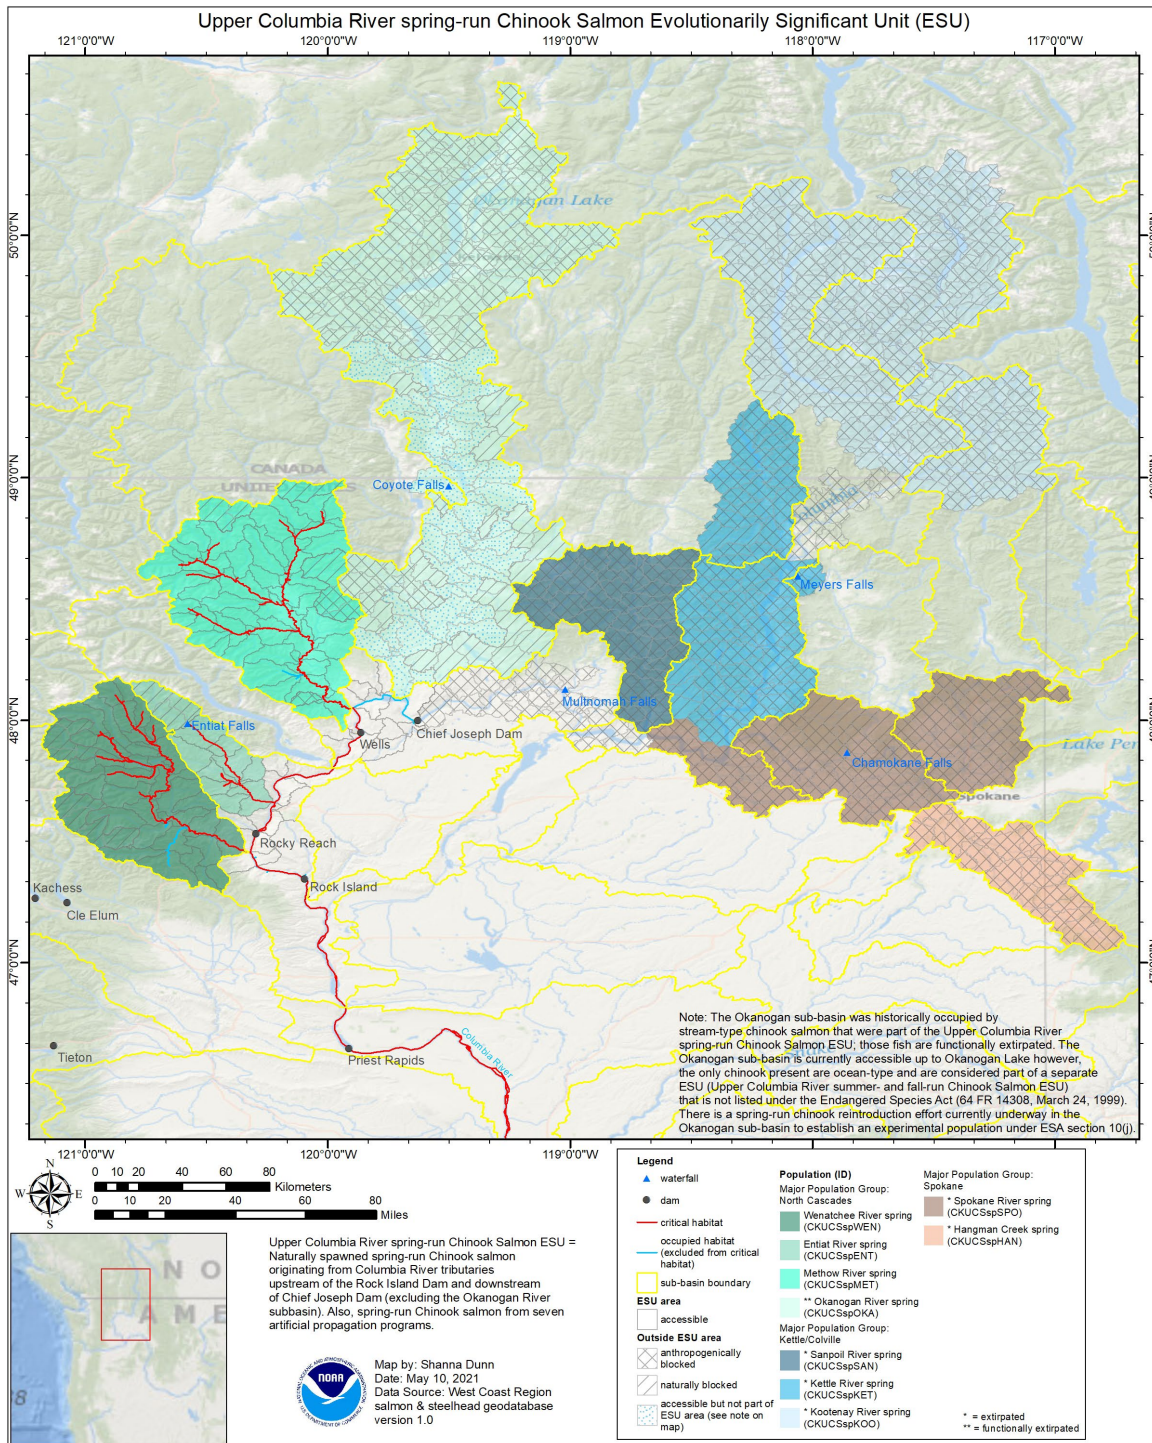 Upper Columbia River spring-run Chinook Salmon Evolutionarily Significant Unit (ESU)
121°0'0"W
120°0'0"W
119°0'0"W
118°0'0"W
117°0'0"W
50°0'0"N
49°0'0"N
48°0'0"N
47°0'0"N
Okanogan Lake
CANADA
Coyote Falls
Columbia
Meyers Falls
Multnomah Falls
Entiat Falls
Wells
Chief Joseph Dam
Chamokane Falls
Spokane
Rocky Reach
Rock Island
Kachess
Cle Elum
Tieton
Priest Rapids
Columbia River
Note: The Okanogan sub-basin was historically occupied by
stream-type chinook salmon that were part of the Upper Columbia River
spring-run Chinook Salmon ESU; those fish are functionally extirpated. The
Okanogan sub-basin is currently accessible up to Okanogan Lake however,
the only chinook present are ocean-type and are considered part of a separate
ESU (Upper Columbia River summer- and fall-run Chinook Salmon ESU)
that is not listed under the Endangered Species Act (64 FR 14308, March 24, 1999).
There is a spring-run chinook reintroduction effort currently underway in the
Okanogan sub-basin to establish an experimental population under ESA section 10(j).
121°0'0"W
120°0'0"W
119°0'0"W
N
W
E
S
0 10 20 40 60 80
Kilometers
0 10 20 40 60 80
Miles
N O
A M E
Upper Columbia River spring-run Chinook Salmon ESU =
Naturally spawned spring-run Chinook salmon
originating from Columbia River tributaries
upstream of the Rock Island Dam and downstream
of Chief Joseph Dam (excluding the Okanogan River
subbasin). Also, spring-run Chinook salmon from seven
artificial propagation programs.
NOAA
Map by: Shanna Dunn
Date: May 10, 2021
Data Source: West Coast Region
salmon & steelhead geodatabase
version 1.0
Legend
waterfall
dam
critical habitat
occupied habitat
(excluded from critical
habitat)
sub-basin boundary
ESU area
accessible
Outside ESU area
anthropogenically
blocked
naturally blocked
accessible but not part of
ESU area (see note on
map)
Population (ID)
Major Population Group:
North Cascades
Wenatchee River spring
(CKUCSspWEN)
Entiat River spring
(CKUCSspENT)
Methow River spring
(CKUCSspMET)
** Okanogan River spring
(CKUCSspOKA)
Major Population Group:
Kettle/Colville
* Sanpoil River spring
(CKUCSspSAN)
* Kettle River spring
(CKUCSspKET)
* Kootenay River spring
(CKUCSspKOO)
Major Population Group:
Spokane
* Spokane River spring
(CKUCSspSPO)
* Hangman Creek spring
(CKUCSspHAN)
* = extirpated
** = functionally extirpated